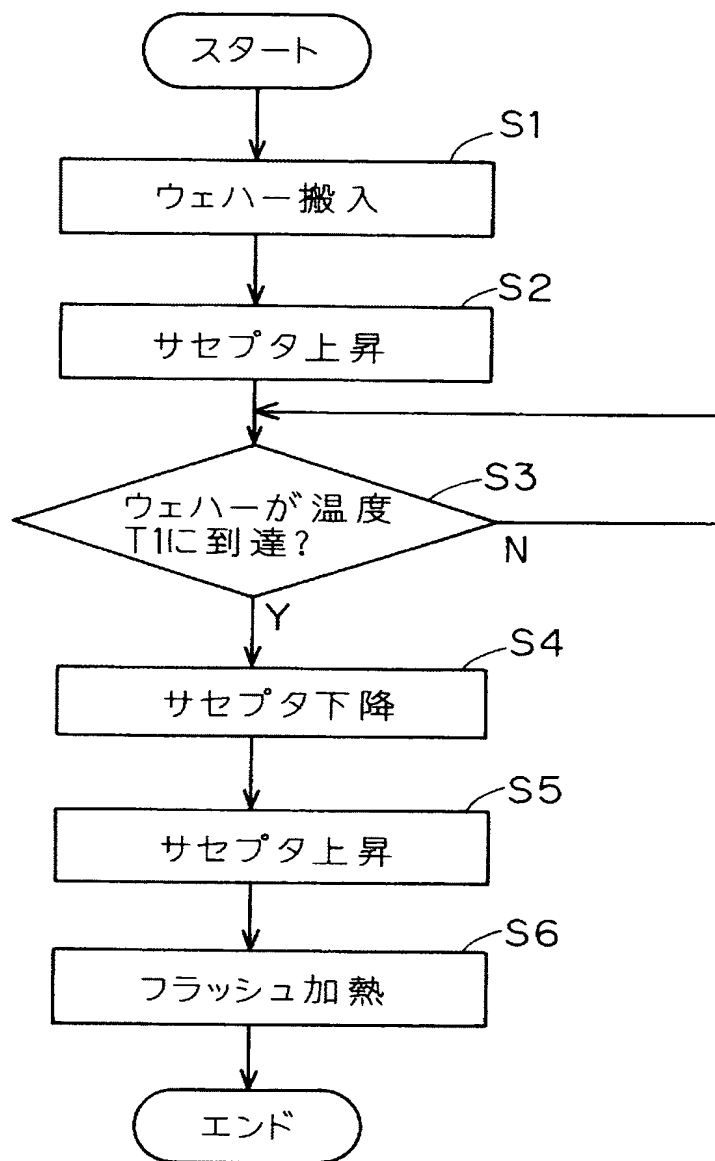 スタート
S1
ウェハー搬入
S2
サセプタ上昇
S3
ウェハーが温度
T1に到達?
N
Y
S4
サセプタ下降
S5
サセプタ上昇
S6
フラッシュ加熱
エンド